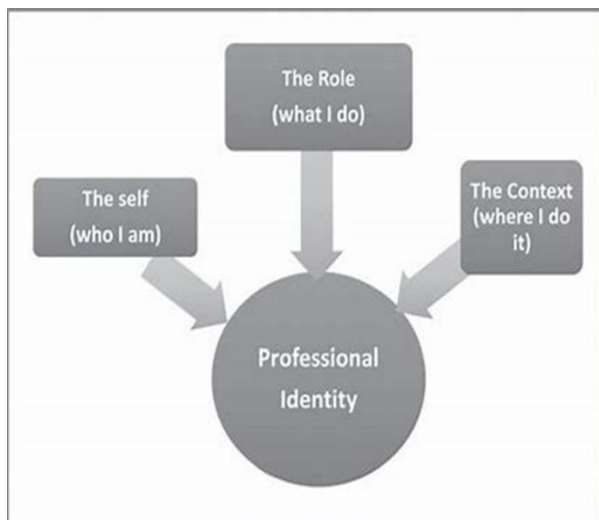 The Role
(what I do)
The self
(who I am)
The Context
(where I do
it)
Professional
Identity